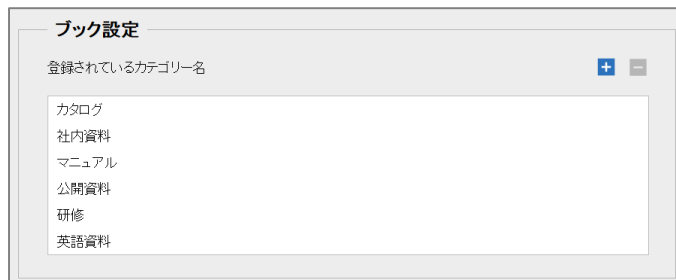 ブック設定
登録されているカテゴリー名
カタログ
社内資料
マニュアル
公開資料
研修
英語資料